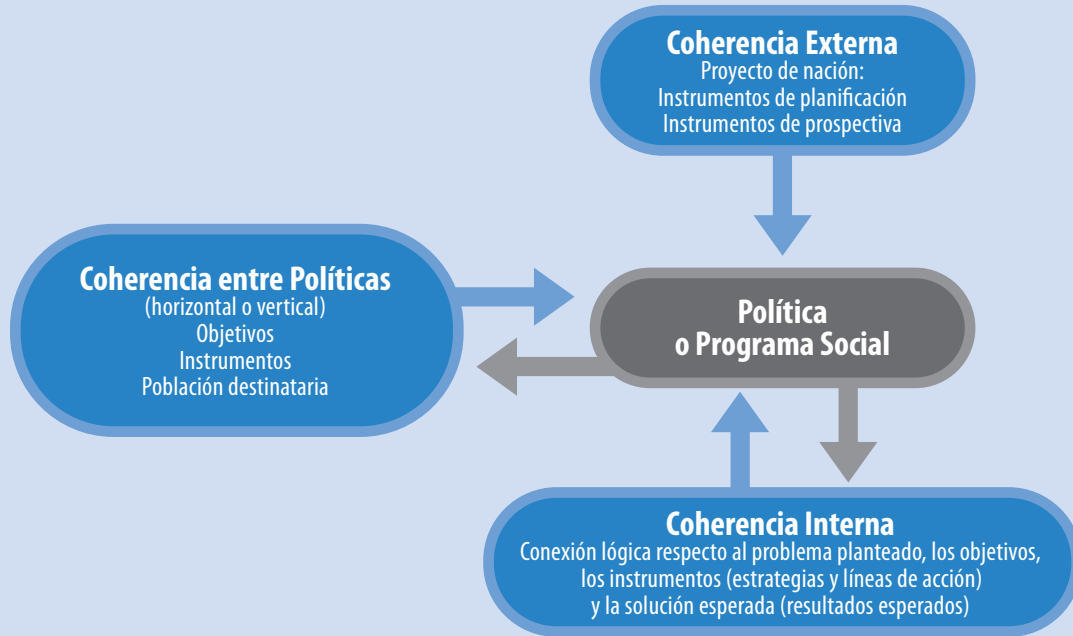 Coherencia Externa
Proyecto de nación:
Instrumentos de planificación
Instrumentos de prospectiva
Coherencia entre Políticas
(horizontal o vertical)
Objetivos
Instrumentos
Población destinataria
Política
o Programa Social
Coherencia Interna
Conexión lógica respecto al problema planteado, los objetivos,
los instrumentos (estrategias y líneas de acción)
y la solución esperada (resultados esperados)